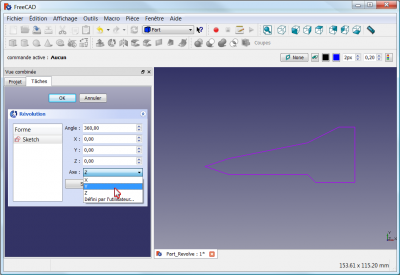 FreeCAD
Fichier Édition Affichage Outils Macro Pièce Fenêtre Aide
Part
Coupes
commande active : Aucun
None
2px
0,20
Vue combinée
Projet
Tâches
OK
Annuler
Révolution
Forme
Sketch
Angle : 360,00
X : 0,00
Y : 0,00
Z : 0,00
Axe : Z
X
Y
Z
Défini par l'utilisateur...
Part_Revolve : 1*
153.61 x 115.20 mm